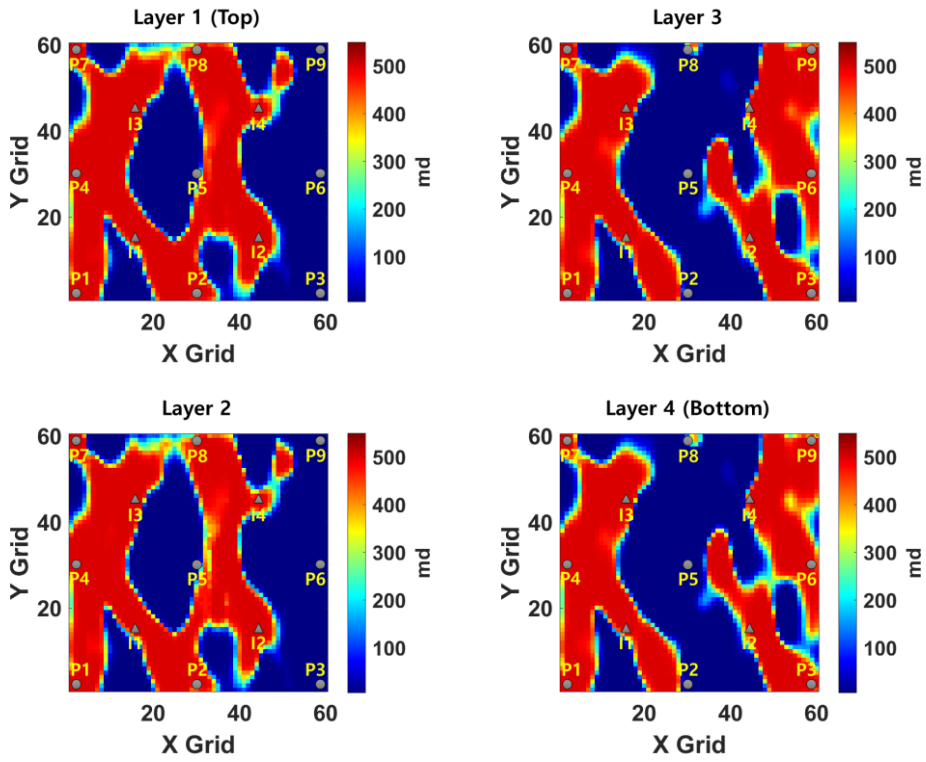 Layer 1 (Top)
60
40
20
Y Grid
20
40
60
X Grid
P7
P8
P9
I3
I4
P4
P5
P6
I1
I2
P1
P2
P3
500
400
300
200
100
md
Layer 3
60
40
20
Y Grid
20
40
60
X Grid
P7
P8
P9
I3
I4
P4
P5
P6
I1
I2
P1
P2
P3
500
400
300
200
100
md
Layer 2
60
40
20
Y Grid
20
40
60
X Grid
P7
P8
P9
I3
I4
P4
P5
P6
I1
I2
P1
P2
P3
500
400
300
200
100
md
Layer 4 (Bottom)
60
40
20
Y Grid
20
40
60
X Grid
P7
P8
P9
I3
I4
P4
P5
P6
I1
I2
P1
P2
P3
500
400
300
200
100
md